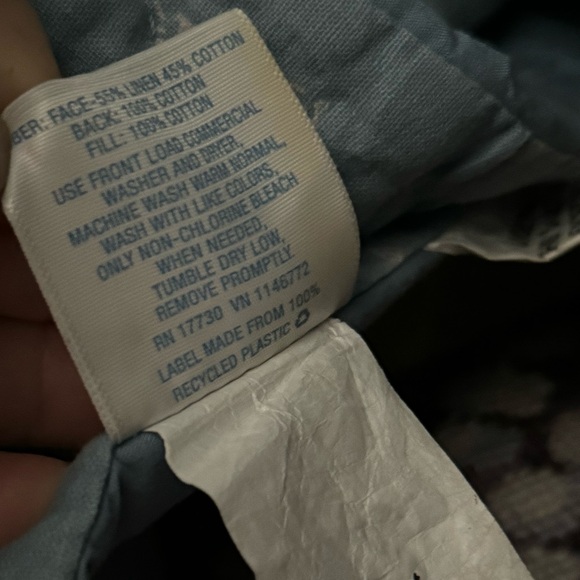 BER: FACE-55% LINEN 45% COTTON
BACK: 100% COTTON
FILL: 100% COTTON
USE FRONT LOAD COMMERCIAL
WASHER AND DRYER.
MACHINE WASH WARM NORMAL,
WASH WITH LIKE COLORS,
ONLY NON-CHLORINE BLEACH
WHEN NEEDED,
TUMBLE DRY LOW,
REMOVE PROMPTLY.
RN 17730 VN 1146772
LABEL MADE FROM 100%
RECYCLED PLASTIC